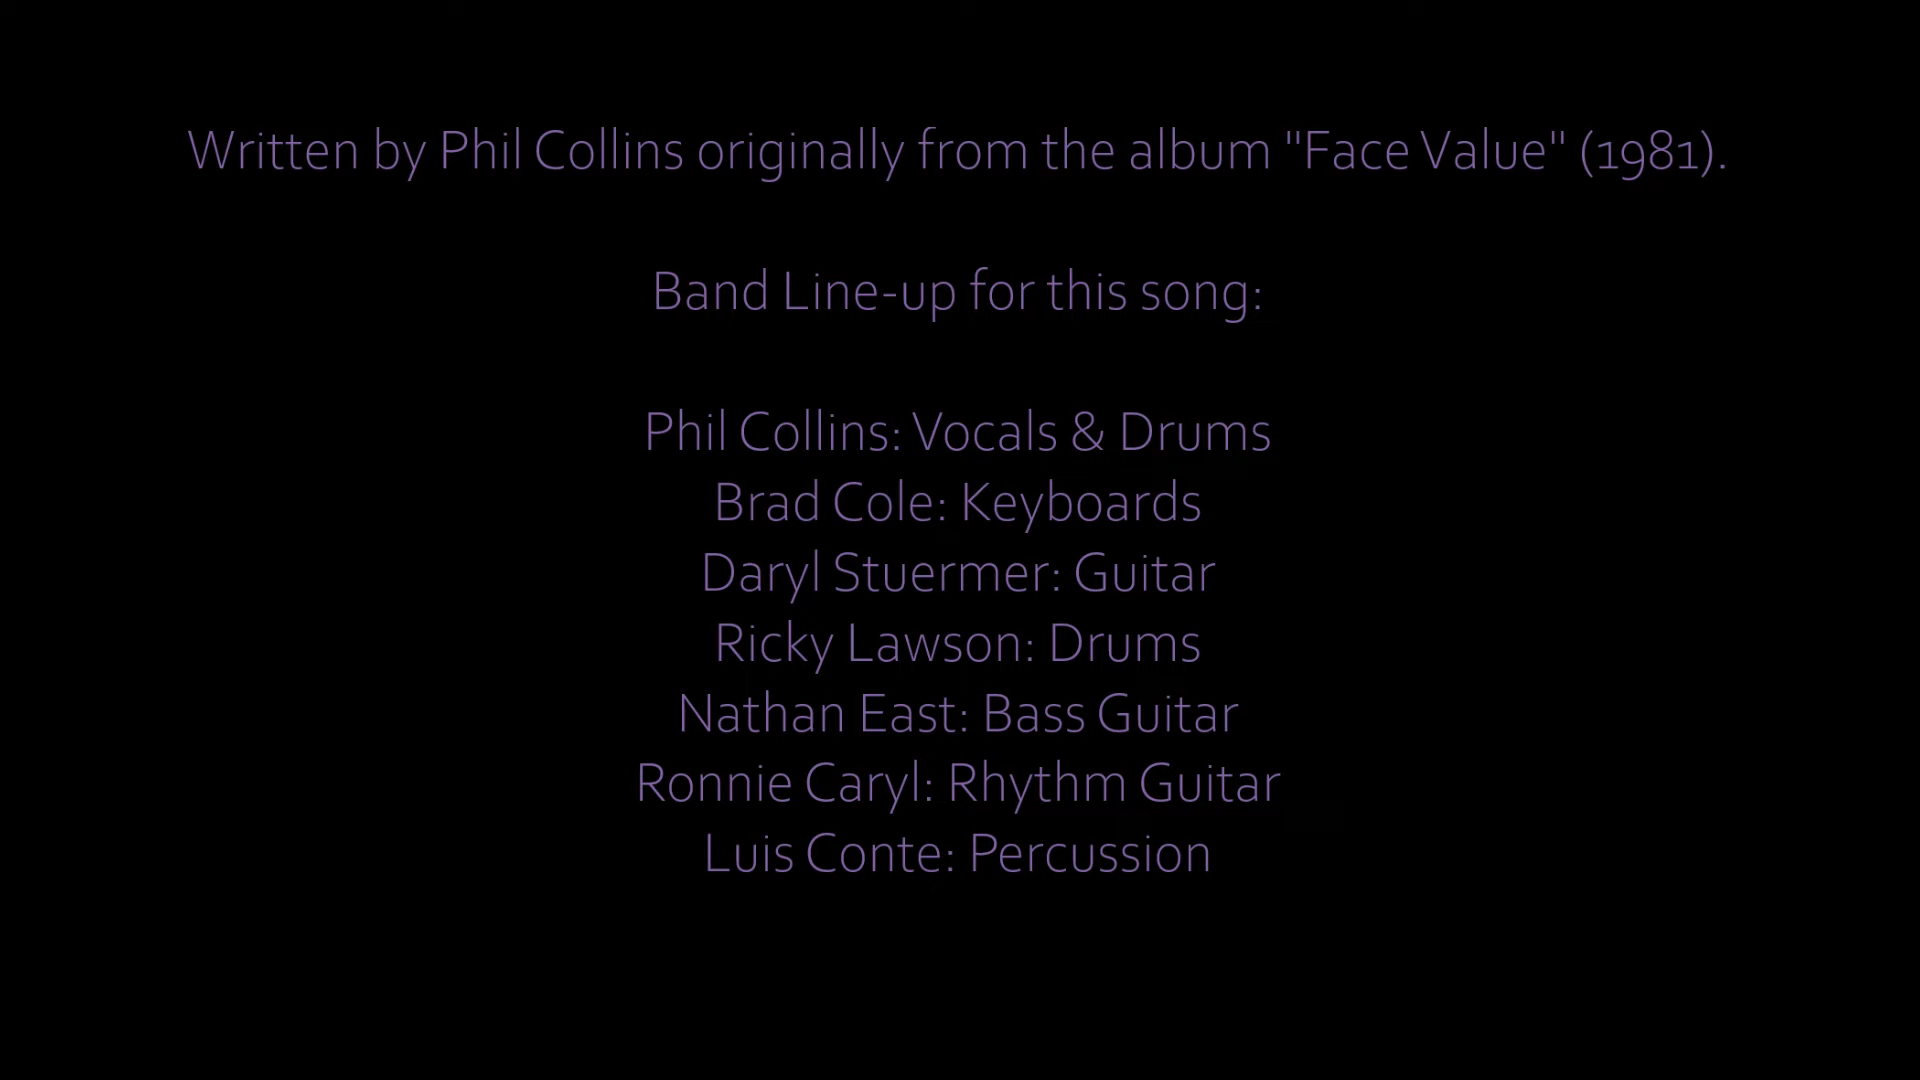 Written by Phil Collins originally from the album "Face Value" (1981).
Band Line-up for this song:
Phil Collins: Vocals & Drums
Brad Cole: Keyboards
Daryl Stuermer: Guitar
Ricky Lawson: Drums
Nathan East: Bass Guitar
Ronnie Caryl: Rhythm Guitar
Luis Conte: Percussion